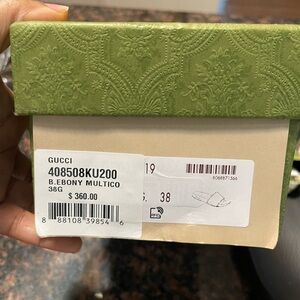 GUCCI
408508KU200
B.EBONY MULTICO
38G
$ 360.00
8 88108 39854 6
19
38